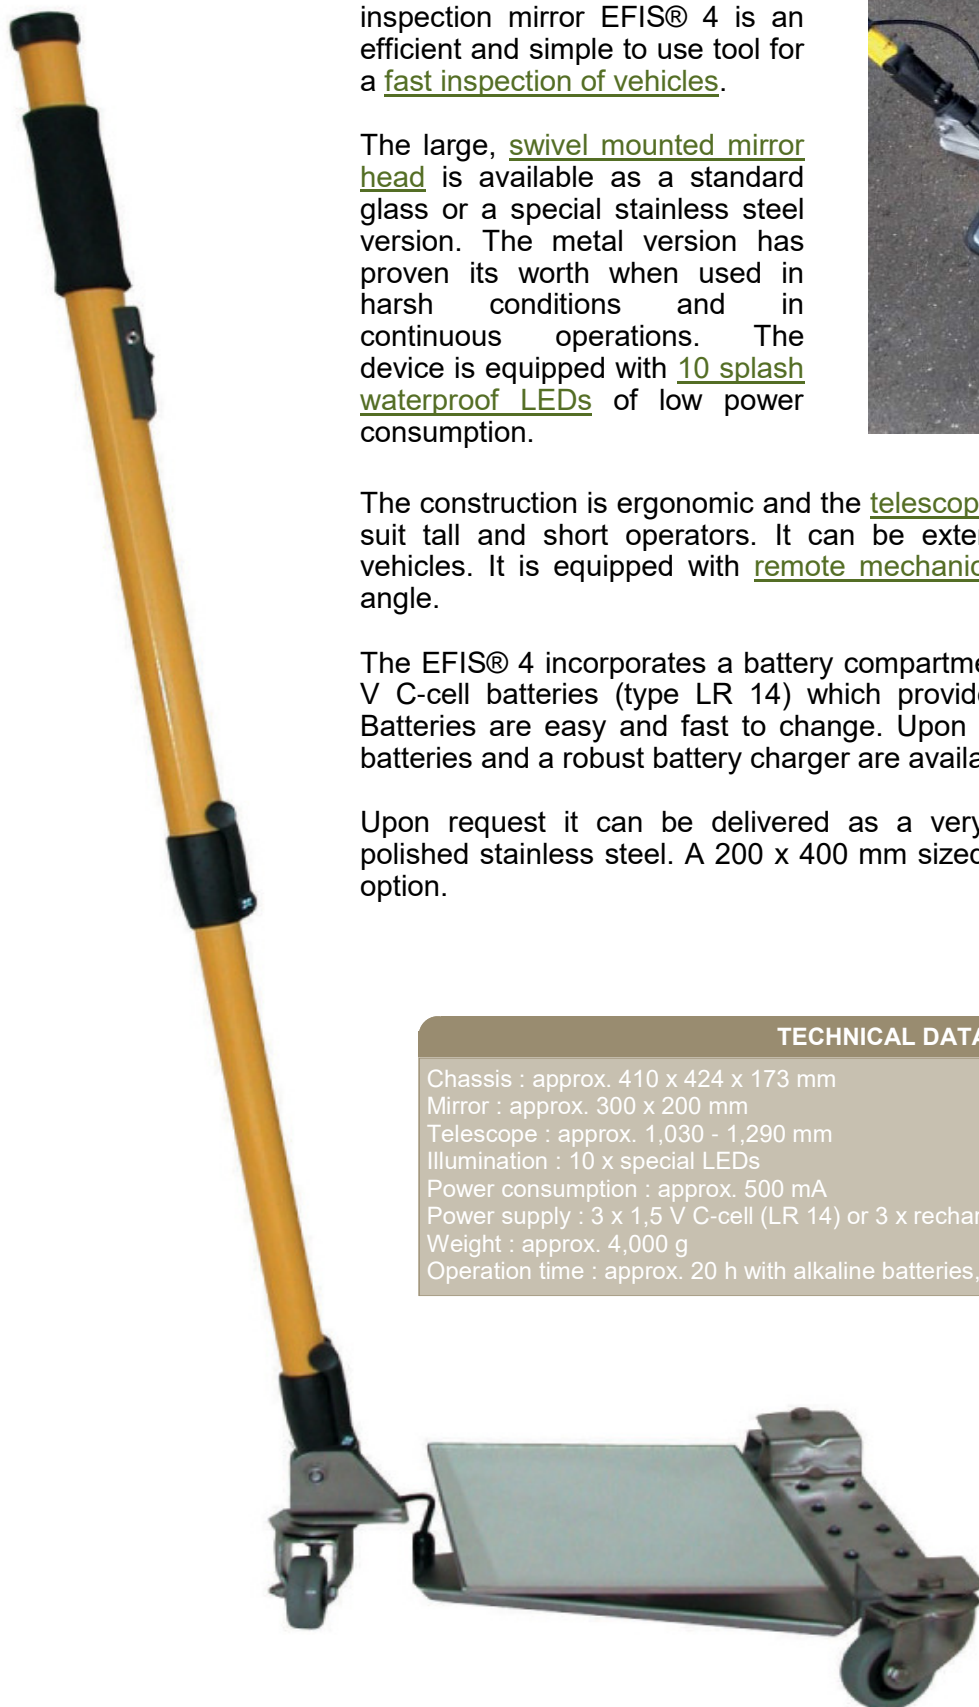 inspection mirror EFIS® 4 is an
efficient and simple to use tool for
a fast inspection of vehicles.
The large, swivel mounted mirror
head is available as a standard
glass or a special stainless steel
version. The metal version has
proven its worth when used in
harsh conditions and in
continuous operations. The
device is equipped with 10 splash
waterproof LEDs of low power
consumption.
The construction is ergonomic and the telescop
suit tall and short operators. It can be exter
vehicles. It is equipped with remote mechanic
angle.
The EFIS® 4 incorporates a battery compartme
V C-cell batteries (type LR 14) which provide
Batteries are easy and fast to change. Upon
batteries and a robust battery charger are availa
Upon request it can be delivered as a very
polished stainless steel. A 200 x 400 mm sized
option.
TECHNICAL DATA
Chassis : approx. 410 x 424 x 173 mm
Mirror : approx. 300 x 200 mm
Telescope : approx. 1,030 - 1,290 mm
Illumination : 10 x special LEDs
Power consumption : approx. 500 mA
Power supply : 3 x 1,5 V C-cell (LR 14) or 3 x rechar
Weight : approx. 4,000 g
Operation time : approx. 20 h with alkaline batteries,